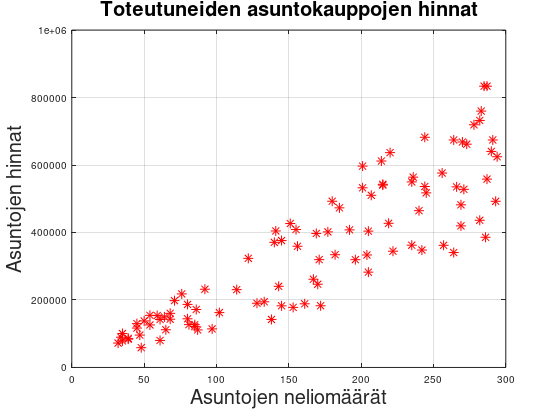 Toteutuneiden asuntokauppojen hinnat
1e+06
800000
600000
400000
200000
0
0 50 100 150 200 250 300
Asuntojen hinnat
Asuntojen neliomäärät